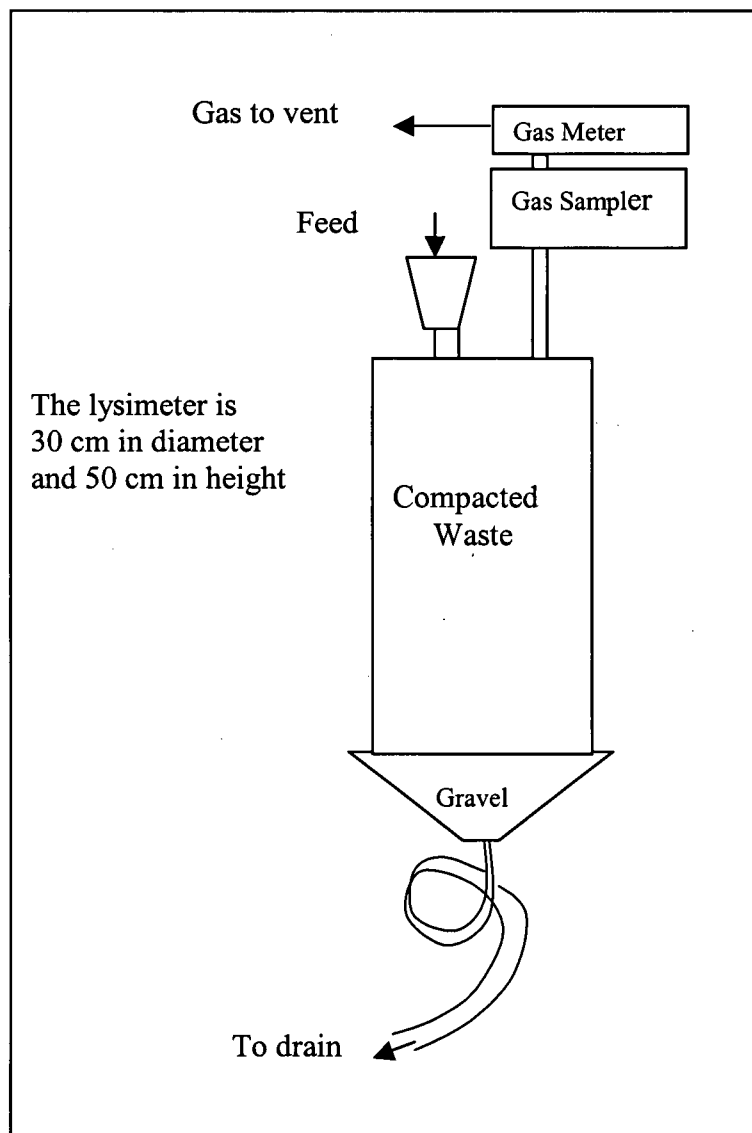 Gas to vent
Gas Meter
Gas Sampler
Feed
The lysimeter is
30 cm in diameter
and 50 cm in height
Compacted
Waste
Gravel
To drain